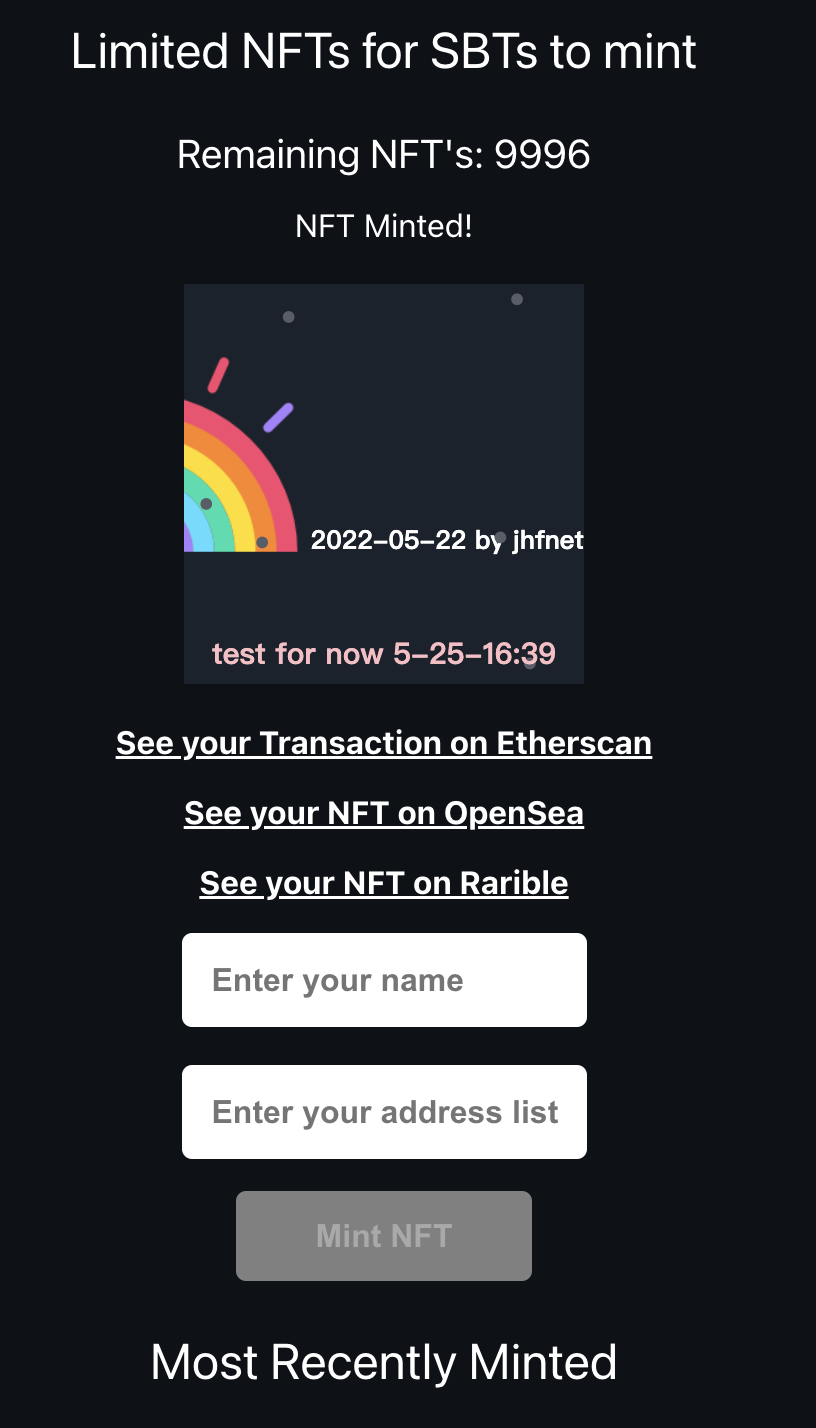 Limited NFTs for SBTs to mint
Remaining NFT's: 9996
NFT Minted!
2022–05–22 by jhfnet
test for now 5–25–16:39
See your Transaction on Etherscan
See your NFT on OpenSea
See your NFT on Rarible
Enter your name
Enter your address list
Mint NFT
Most Recently Minted